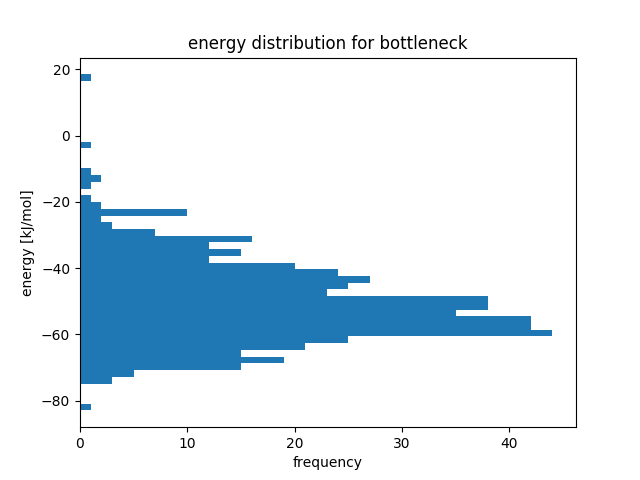 energy distribution for bottleneck
energy [kJ/mol]
20
0
−20
−40
−60
−80
0 10 20 30 40
frequency